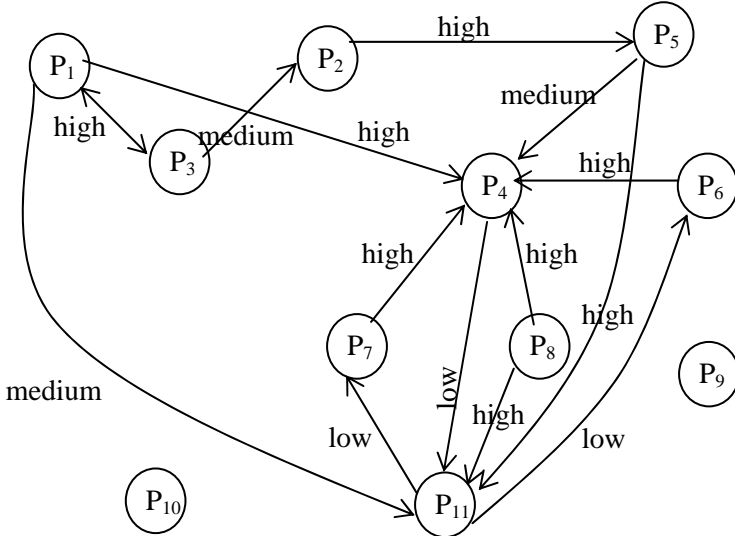 high
P5
P1
P2
medium
high
medium
high
P3
high
P4
P6
high
high
high
P7
P8
P9
medium
low
high
low
low
P10
P11